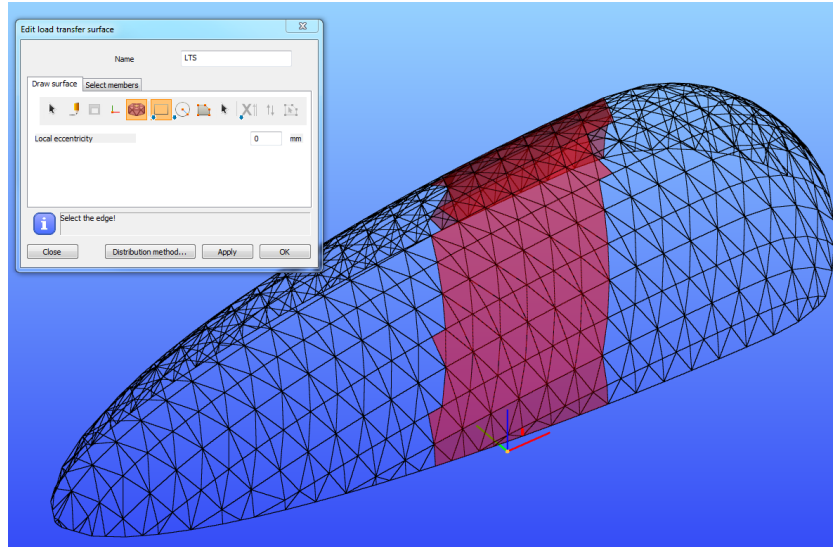 Edit load transfer surface
Name LTS
Draw surface Select members
Local eccentricity 0 mm
Select the edge!
Close Distribution method... Apply OK